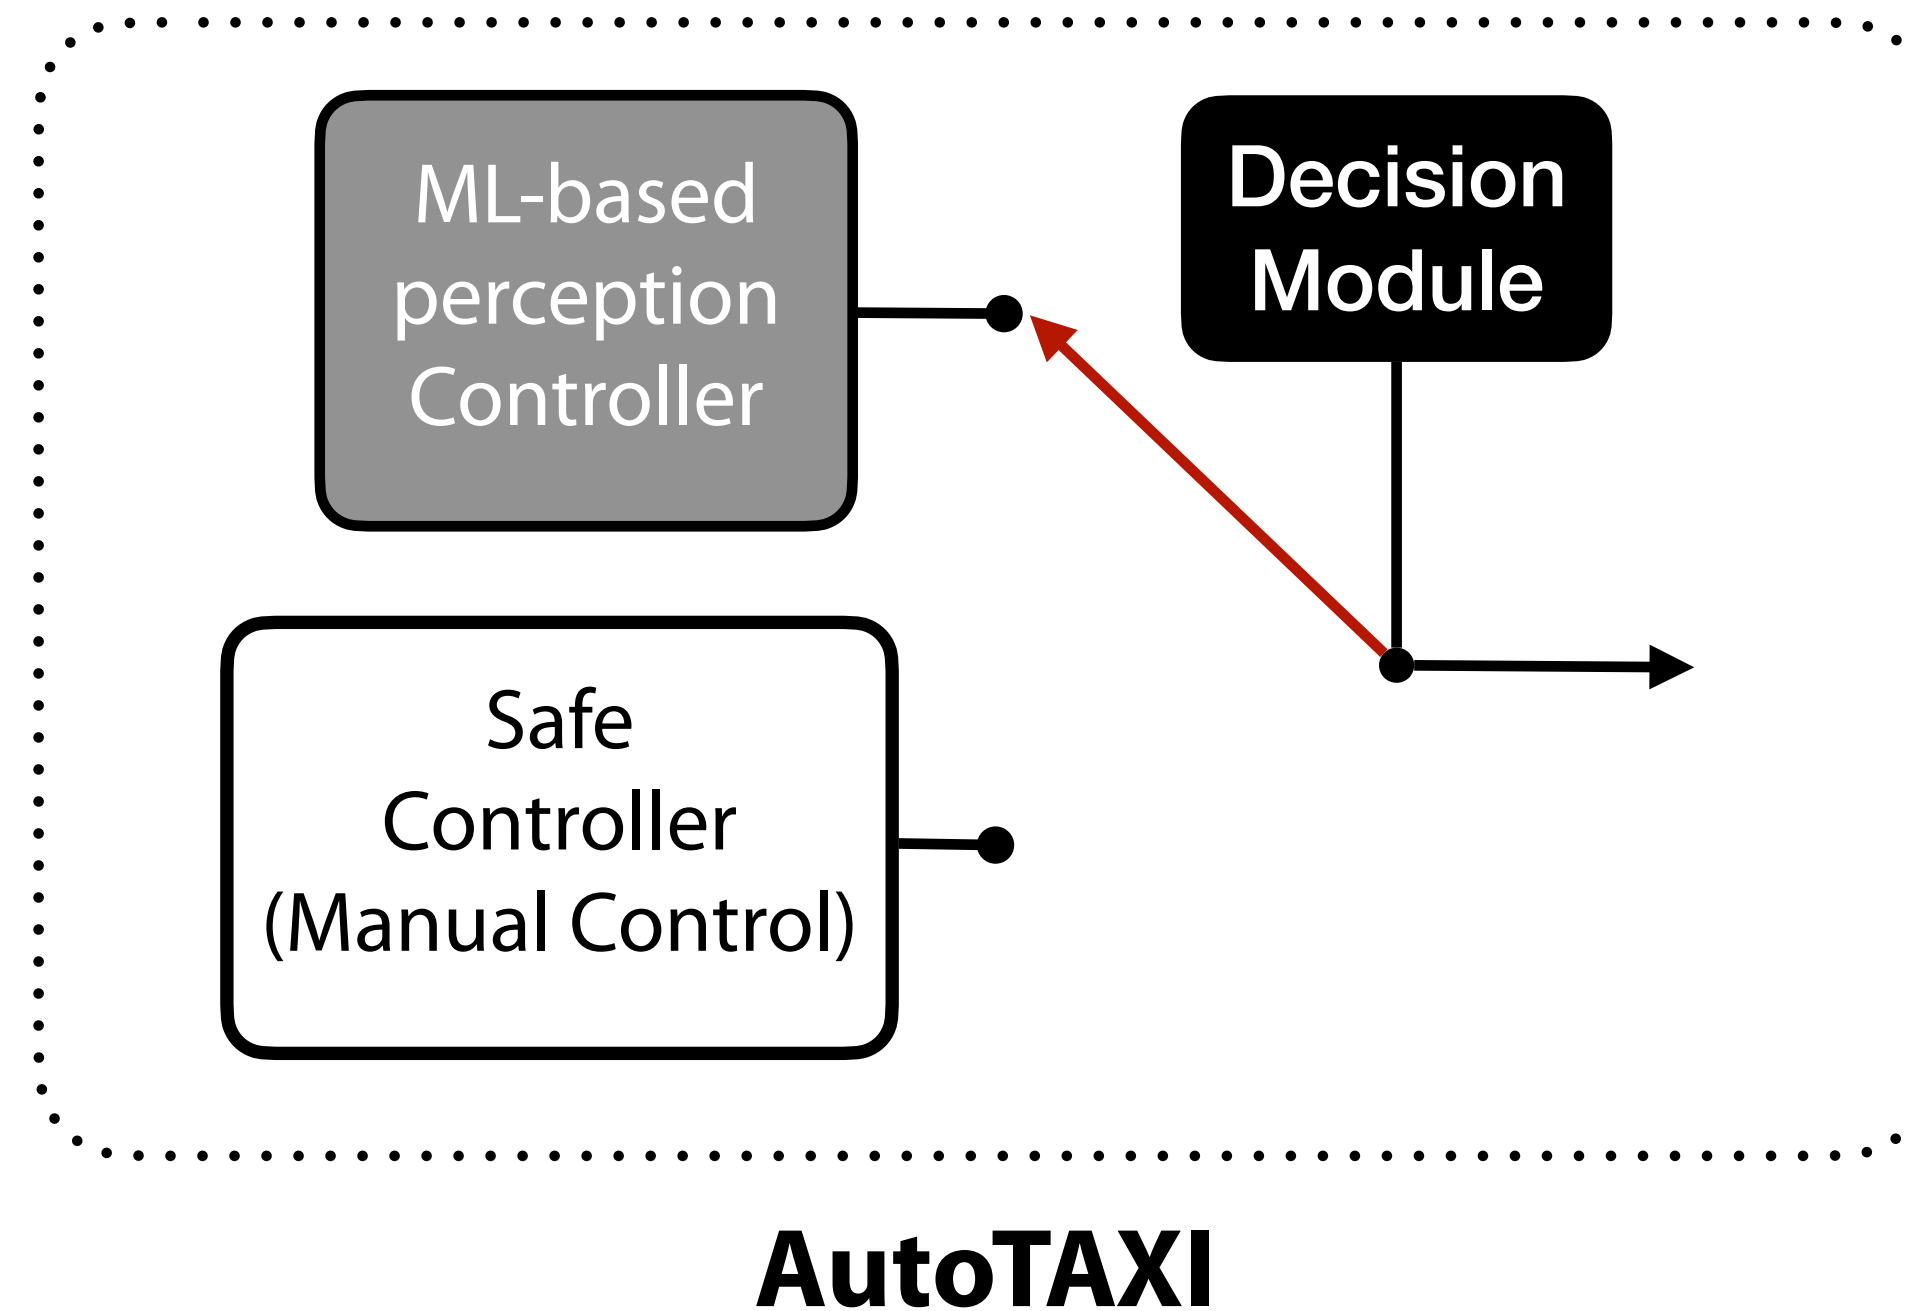 ML-based
perception
Controller
Decision
Module
Safe
Controller
(Manual Control)
AutoTAXI